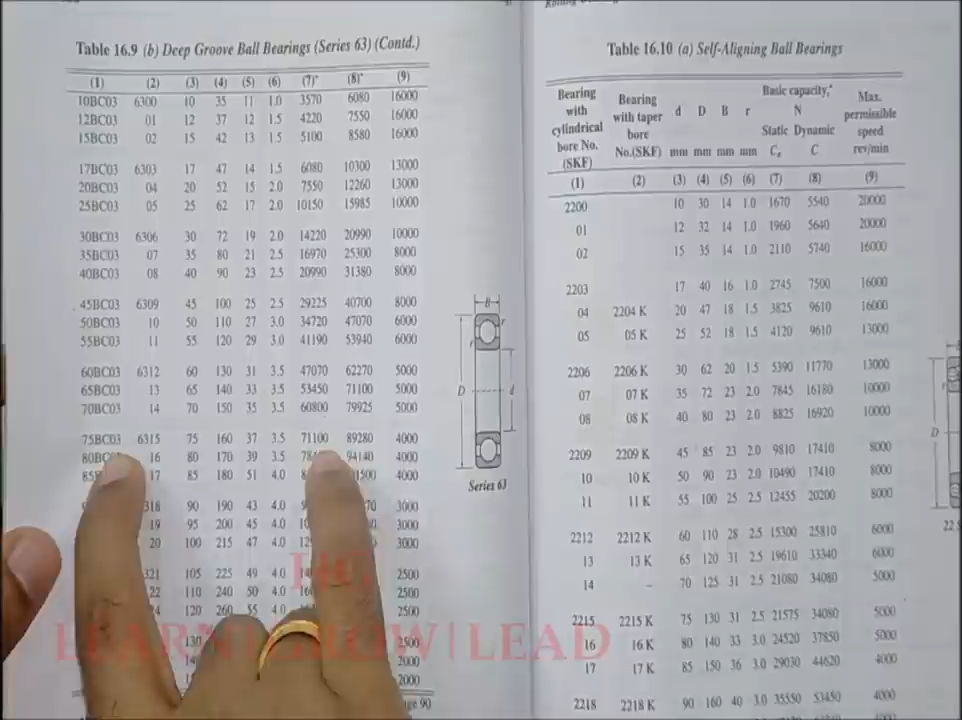 Table 16.9 (b) Deep Groove Ball Bearings (Series 63) (Contd.)
(1) (2) (3) (4) (5) (6) (7)* (8)* (9)
10BC03 6300 10 35 11 1.0 3570 6080 16000
12BC03 01 12 37 12 1.5 4220 7550 16000
15BC03 02 15 42 13 1.5 5100 8580 16000
17BC03 6303 17 47 14 1.5 6080 10300 13000
20BC03 04 20 52 15 2.0 7550 12260 13000
25BC03 05 25 62 17 2.0 10150 15985 10000
30BC03 6306 30 72 19 2.0 14220 20990 10000
35BC03 07 35 80 21 2.5 16970 25300 8000
40BC03 08 40 90 23 2.5 20990 31380 8000
45BC03 6309 45 100 25 2.5 29225 40700 8000
50BC03 10 50 110 27 3.0 34720 47070 6000
55BC03 11 55 120 29 3.0 41190 53940 6000
60BC03 6312 60 130 31 3.5 47070 62270 5000
65BC03 13 65 140 33 3.5 53450 71100 5000
70BC03 14 70 150 35 3.5 60800 79925 5000
75BC03 6315 75 160 37 3.5 71100 89280 4000
16 80 170 39 3.5 94140 4000
17 85 180 51 4.0 4000
90 190 43 4.0 3000
19 95 200 45 4.0 3000
20 100 215 47 4.0 3000
105 225 49 4.0 2500
22 110 240 50 4.0 2500
120 260 55 4.0 2500
130 2500
2000
2000
B
r
r
D
d
Series 63
Table 16.10 (a) Self-Aligning Ball Bearings
Bearing with cylindrical bore No. (SKF)
Bearing with taper bore No.(SKF)
d mm
D mm
B mm
r mm
Basic capacity,* N
Static Cₛ
Dynamic C
Max. permissible speed rev/min
(1) (2) (3) (4) (5) (6) (7) (8) (9)
2200 10 30 14 1.0 1670 5540 20000
01 12 32 14 1.0 1960 5640 20000
02 15 35 14 1.0 2110 5740 16000
2203 17 40 16 1.0 2745 7500 16000
04 2204 K 20 47 18 1.5 3825 9610 16000
05 05 K 25 52 18 1.5 4120 9610 13000
2206 2206 K 30 62 20 1.5 5390 11770 13000
07 07 K 35 72 23 2.0 7845 16180 10000
08 08 K 40 80 23 2.0 8825 16920 10000
2209 2209 K 45 85 23 2.0 9810 17410 8000
10 10 K 50 90 23 2.0 10490 17410 8000
11 11 K 55 100 25 2.5 12455 20200 8000
2212 2212 K 60 110 28 2.5 15300 25810 6000
13 13 K 65 120 31 2.5 19610 33340 6000
14 – 70 125 31 2.5 21080 34080 5000
2215 2215 K 75 130 31 2.5 21575 34080 5000
16 16 K 80 140 33 3.0 24520 37850 5000
17 17 K 85 150 36 3.0 29030 44620 4000
2218 2218 K 90 160 40 3.0 35550 53450 4000
D
LEARN|GROW|LEAD